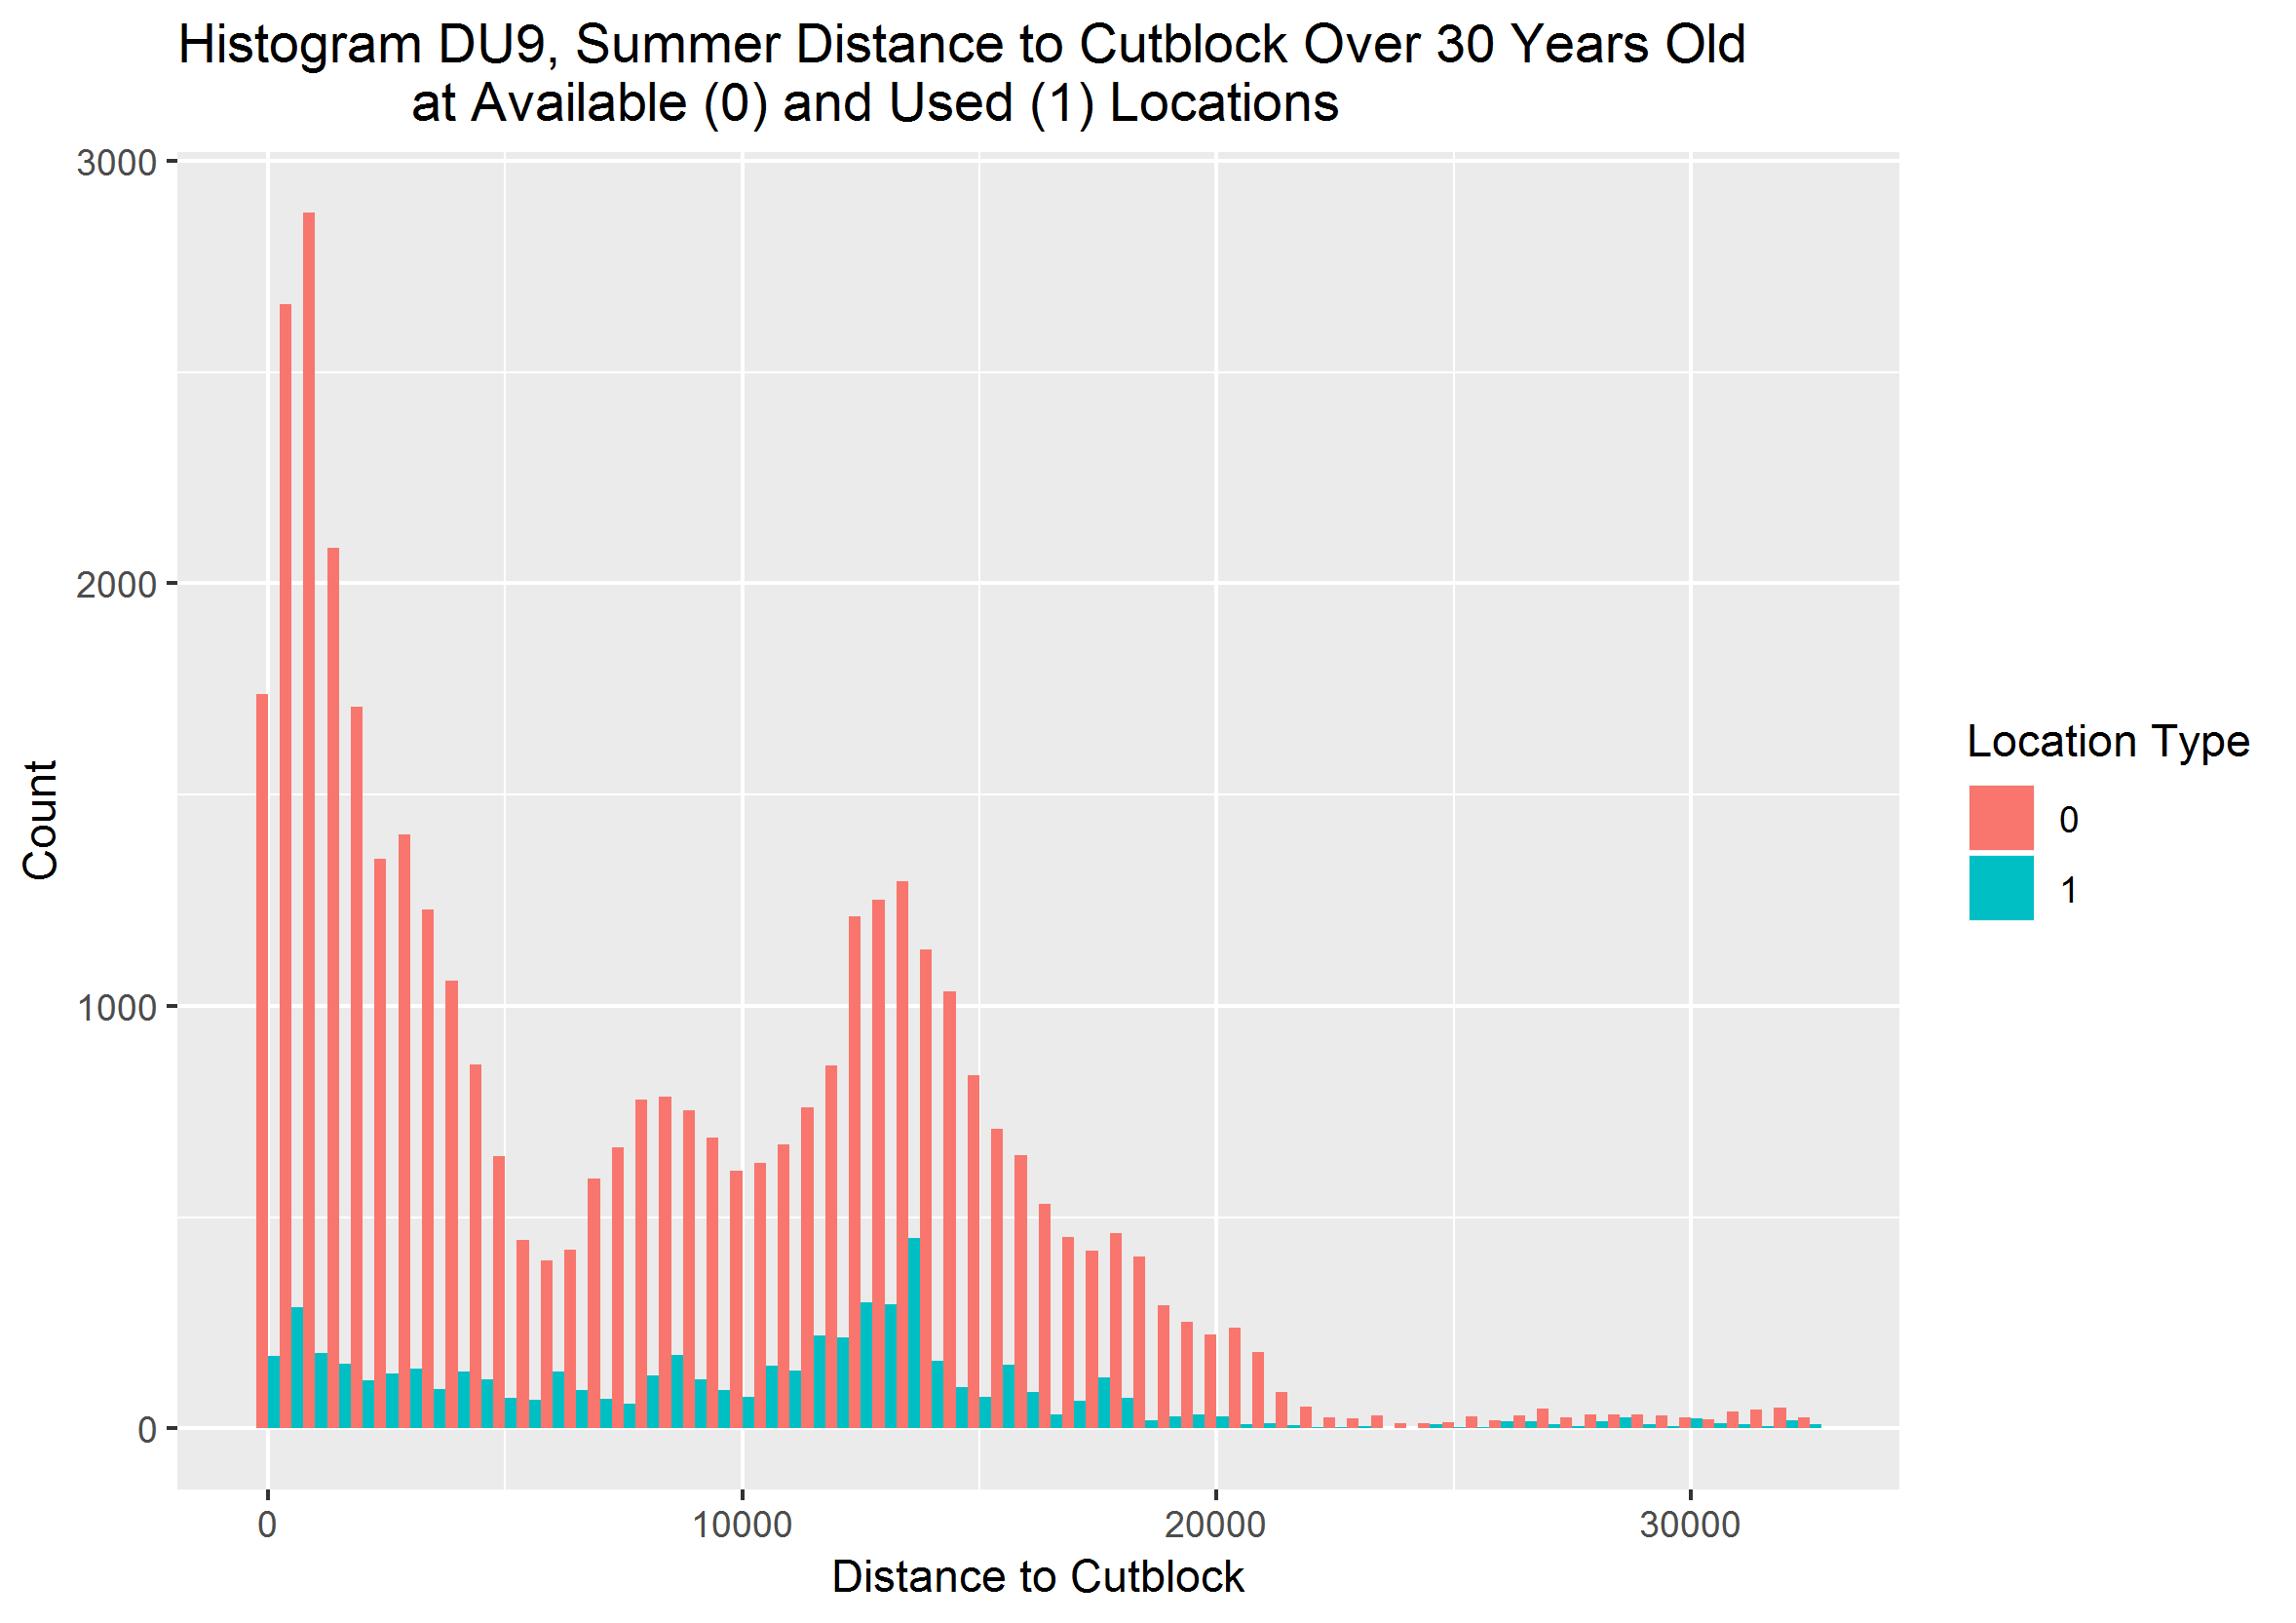 Histogram DU9, Summer Distance to Cutblock Over 30 Years Old
at Available (0) and Used (1) Locations
3000
2000
1000
0
Count
0 10000 20000 30000
Distance to Cutblock
Location Type
0
1